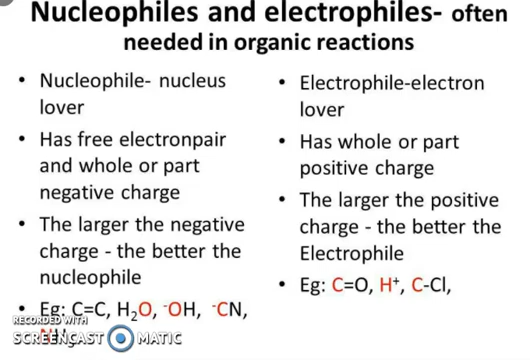 Nucleophiles and electrophiles- often
needed in organic reactions
• Nucleophile- nucleus
lover
• Has free electronpair
and whole or part
negative charge
• The larger the negative
charge - the better the
nucleophile
• Eg: C=C, H₂O, ⁻OH, ⁻CN,
• Electrophile-electron
lover
• Has whole or part
positive charge
• The larger the positive
charge - the better the
Electrophile
• Eg: C=O, H⁺, C-Cl,
RECORDED WITH
SCREENCAST MATIC